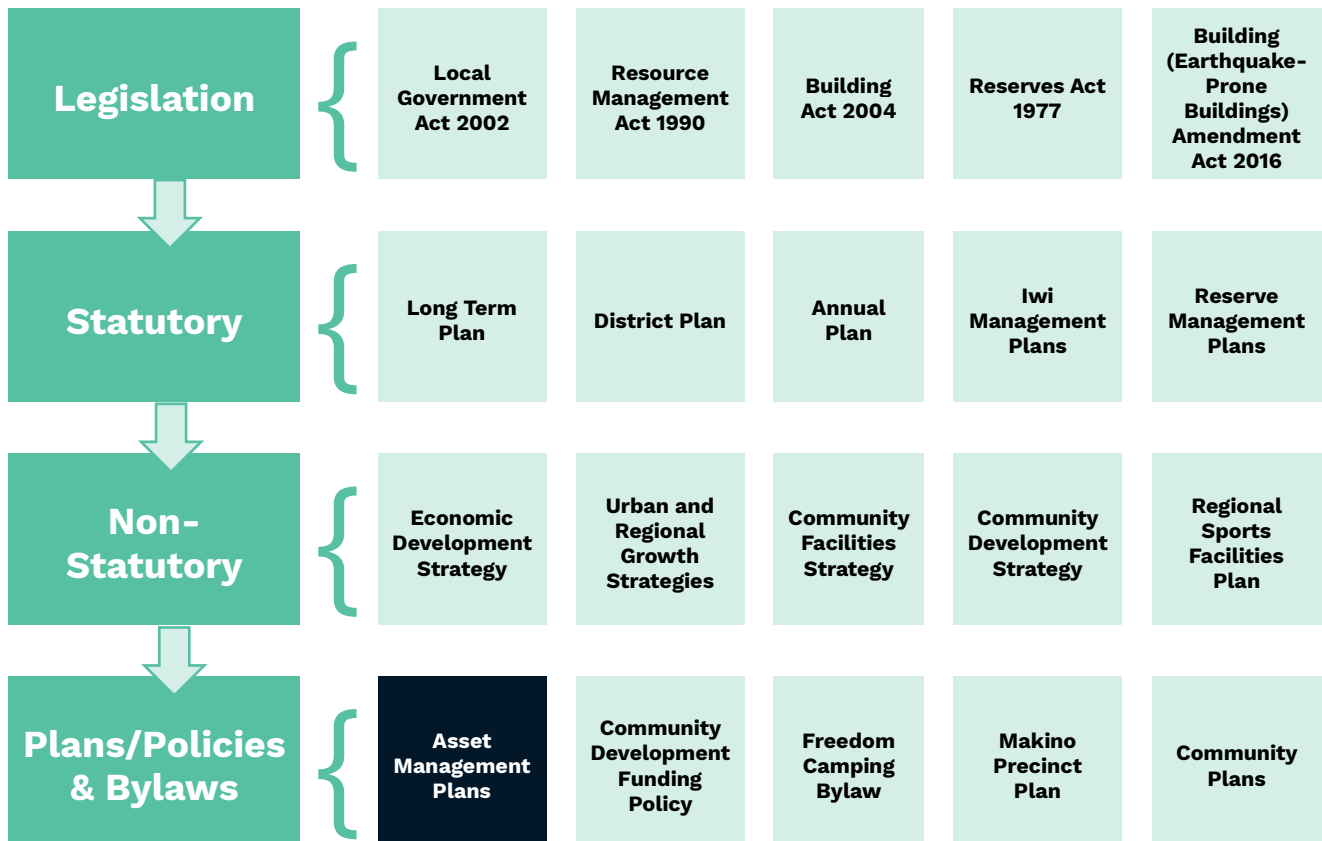 Legislation
Local
Government
Act 2002
Resource
Management
Act 1990
Building
Act 2004
Reserves Act
1977
Building
(Earthquake-
Prone
Buildings)
Amendment
Act 2016
Statutory
Long Term
Plan
District Plan
Annual
Plan
Iwi
Management
Plans
Reserve
Management
Plans
Non-
Statutory
Economic
Development
Strategy
Urban and
Regional
Growth
Strategies
Community
Facilities
Strategy
Community
Development
Strategy
Regional
Sports
Facilities
Plan
Plans/Policies
& Bylaws
Asset
Management
Plans
Community
Development
Funding
Policy
Freedom
Camping
Bylaw
Makino
Precinct
Plan
Community
Plans